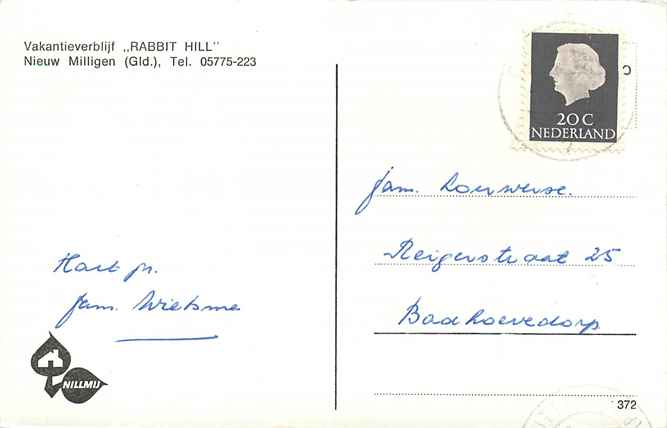 Vakantieverblijf „RABBIT HILL"
Nieuw Milligen (Gld.), Tel. 05775-223
20 C
NEDERLAND
fam. Rouwerse.
Reigerstraat 25
Badhoevedorp
Hart. gr.
fam. Wietsma
NILLMIJ
372